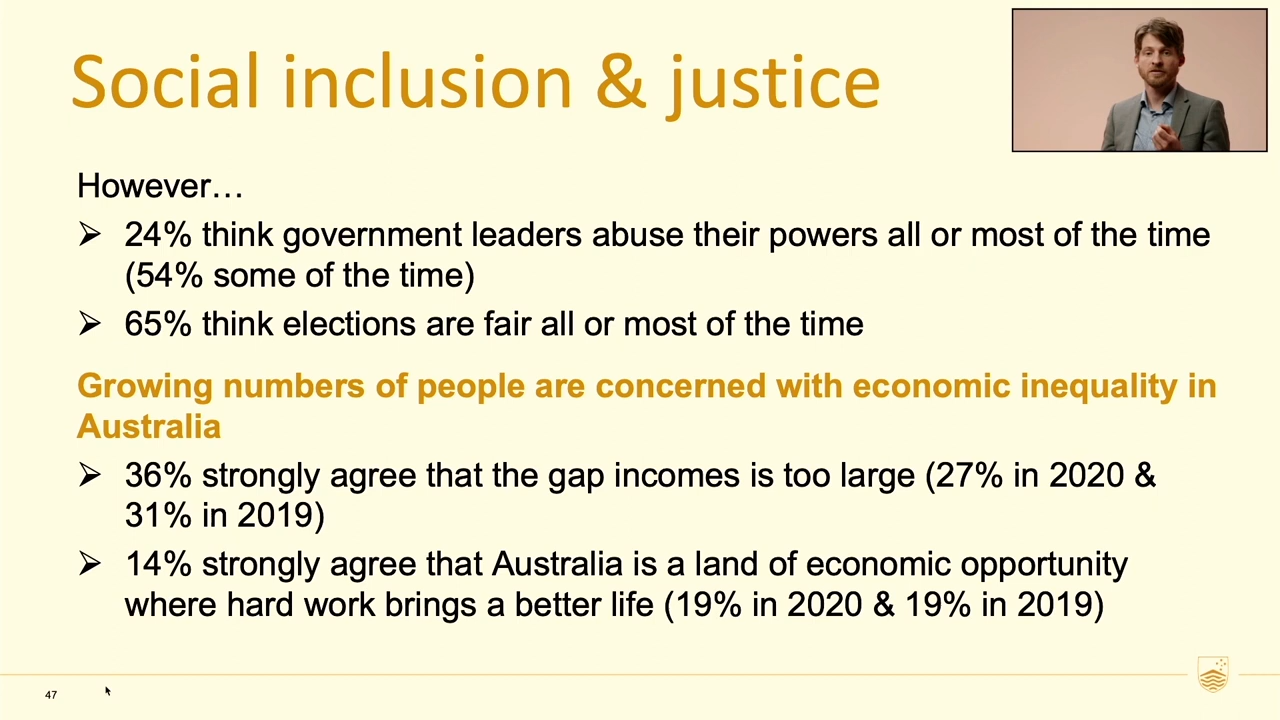 Social inclusion & justice
However…
➢ 24% think government leaders abuse their powers all or most of the time
(54% some of the time)
➢ 65% think elections are fair all or most of the time
Growing numbers of people are concerned with economic inequality in
Australia
➢ 36% strongly agree that the gap incomes is too large (27% in 2020 &
31% in 2019)
➢ 14% strongly agree that Australia is a land of economic opportunity
where hard work brings a better life (19% in 2020 & 19% in 2019)
47